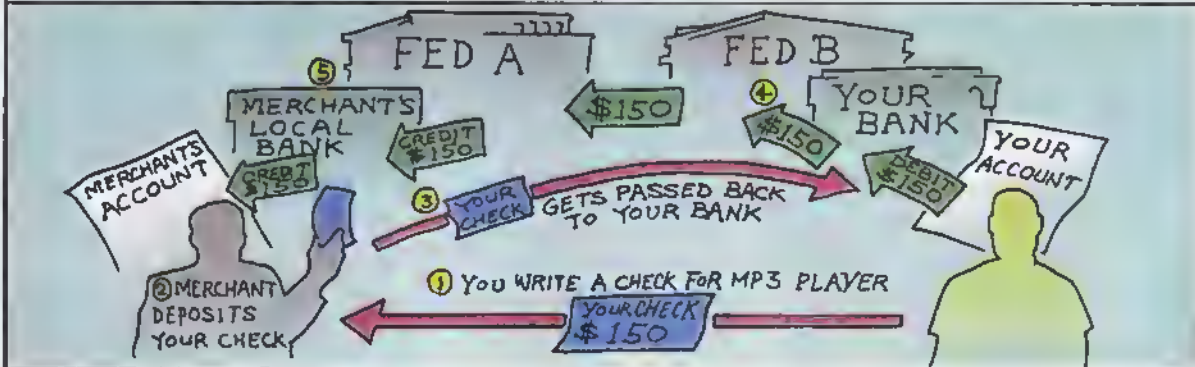 FED A
FED B
⑤
MERCHANT'S
LOCAL
BANK
CREDIT
$150
$150
④
$150
YOUR
BANK
MERCHANT'S
ACCOUNT
CREDIT
$150
DEBIT
$150
YOUR
ACCOUNT
③
YOUR
CHECK
GETS PASSED BACK
TO YOUR BANK
① YOU WRITE A CHECK FOR MP3 PLAYER
② MERCHANT
DEPOSITS
YOUR CHECK
YOUR CHECK
$150